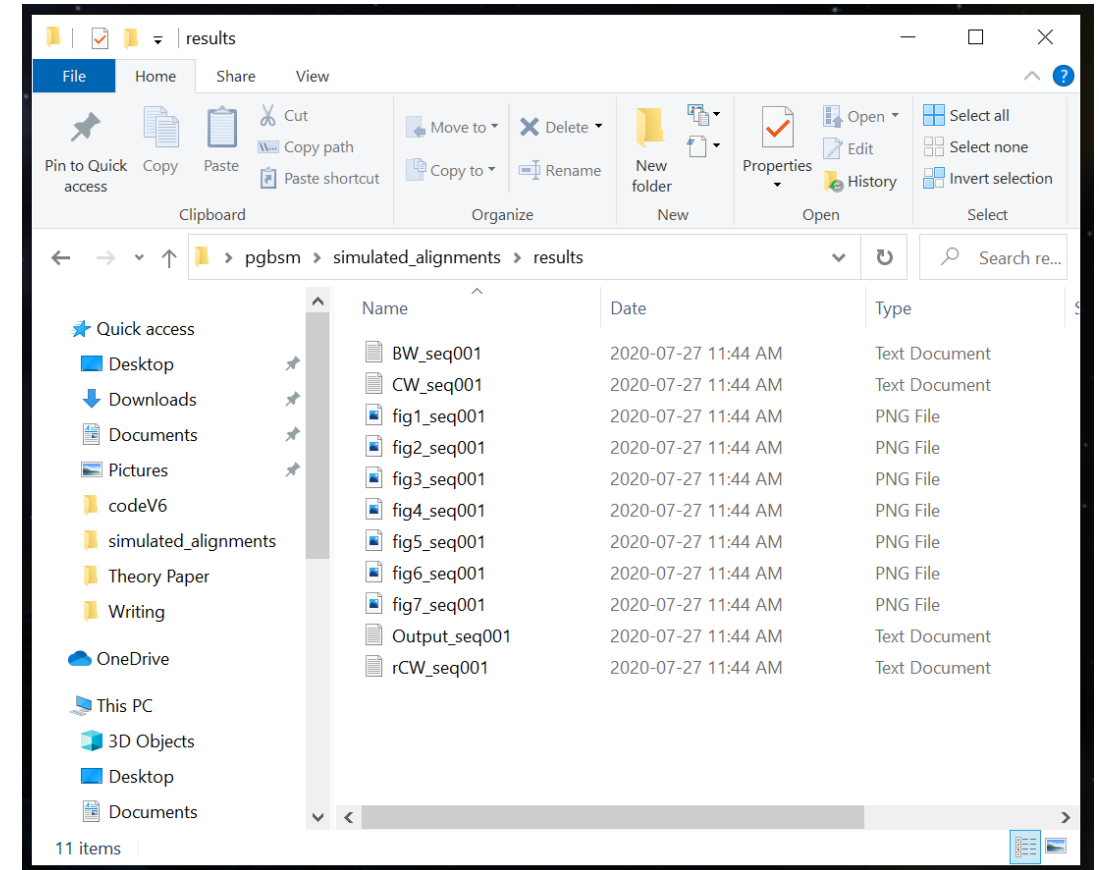 results
File Home Share View
Pin to Quick access
Copy
Paste
Cut
Copy path
Paste shortcut
Clipboard
Move to
Copy to
Delete
Rename
Organize
New folder
New
Properties
Open
Edit
History
Open
Select all
Select none
Invert selection
Select
pgbsm simulated_alignments results
Search re...
Quick access
Desktop
Downloads
Documents
Pictures
codeV6
simulated_alignments
Theory Paper
Writing
OneDrive
This PC
3D Objects
Desktop
Documents
Name Date Type
BW_seq001 2020-07-27 11:44 AM Text Document
CW_seq001 2020-07-27 11:44 AM Text Document
fig1_seq001 2020-07-27 11:44 AM PNG File
fig2_seq001 2020-07-27 11:44 AM PNG File
fig3_seq001 2020-07-27 11:44 AM PNG File
fig4_seq001 2020-07-27 11:44 AM PNG File
fig5_seq001 2020-07-27 11:44 AM PNG File
fig6_seq001 2020-07-27 11:44 AM PNG File
fig7_seq001 2020-07-27 11:44 AM PNG File
Output_seq001 2020-07-27 11:44 AM Text Document
rCW_seq001 2020-07-27 11:44 AM Text Document
11 items